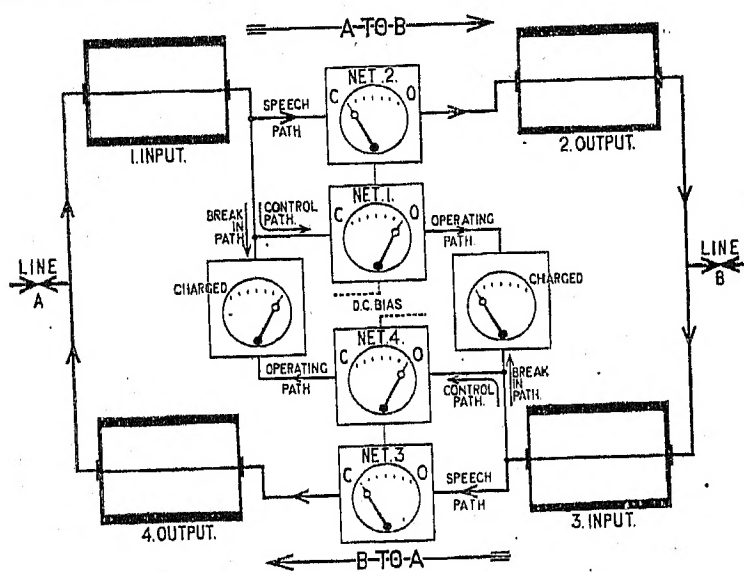 A-TO-B
NET.2.
C O
SPEECH
PATH
1. INPUT.
2. OUTPUT.
NET.1.
C O
BREAK
IN
PATH
CONTROL
PATH.
OPERATING
PATH.
LINE
A
LINE
B
CHARGED
CHARGED
D.C. BIAS
NET.4.
C O
OPERATING
PATH
CONTROL
PATH.
BREAK
IN
PATH.
NET.3
C O
SPEECH
PATH
4. OUTPUT.
3. INPUT.
B-TO-A